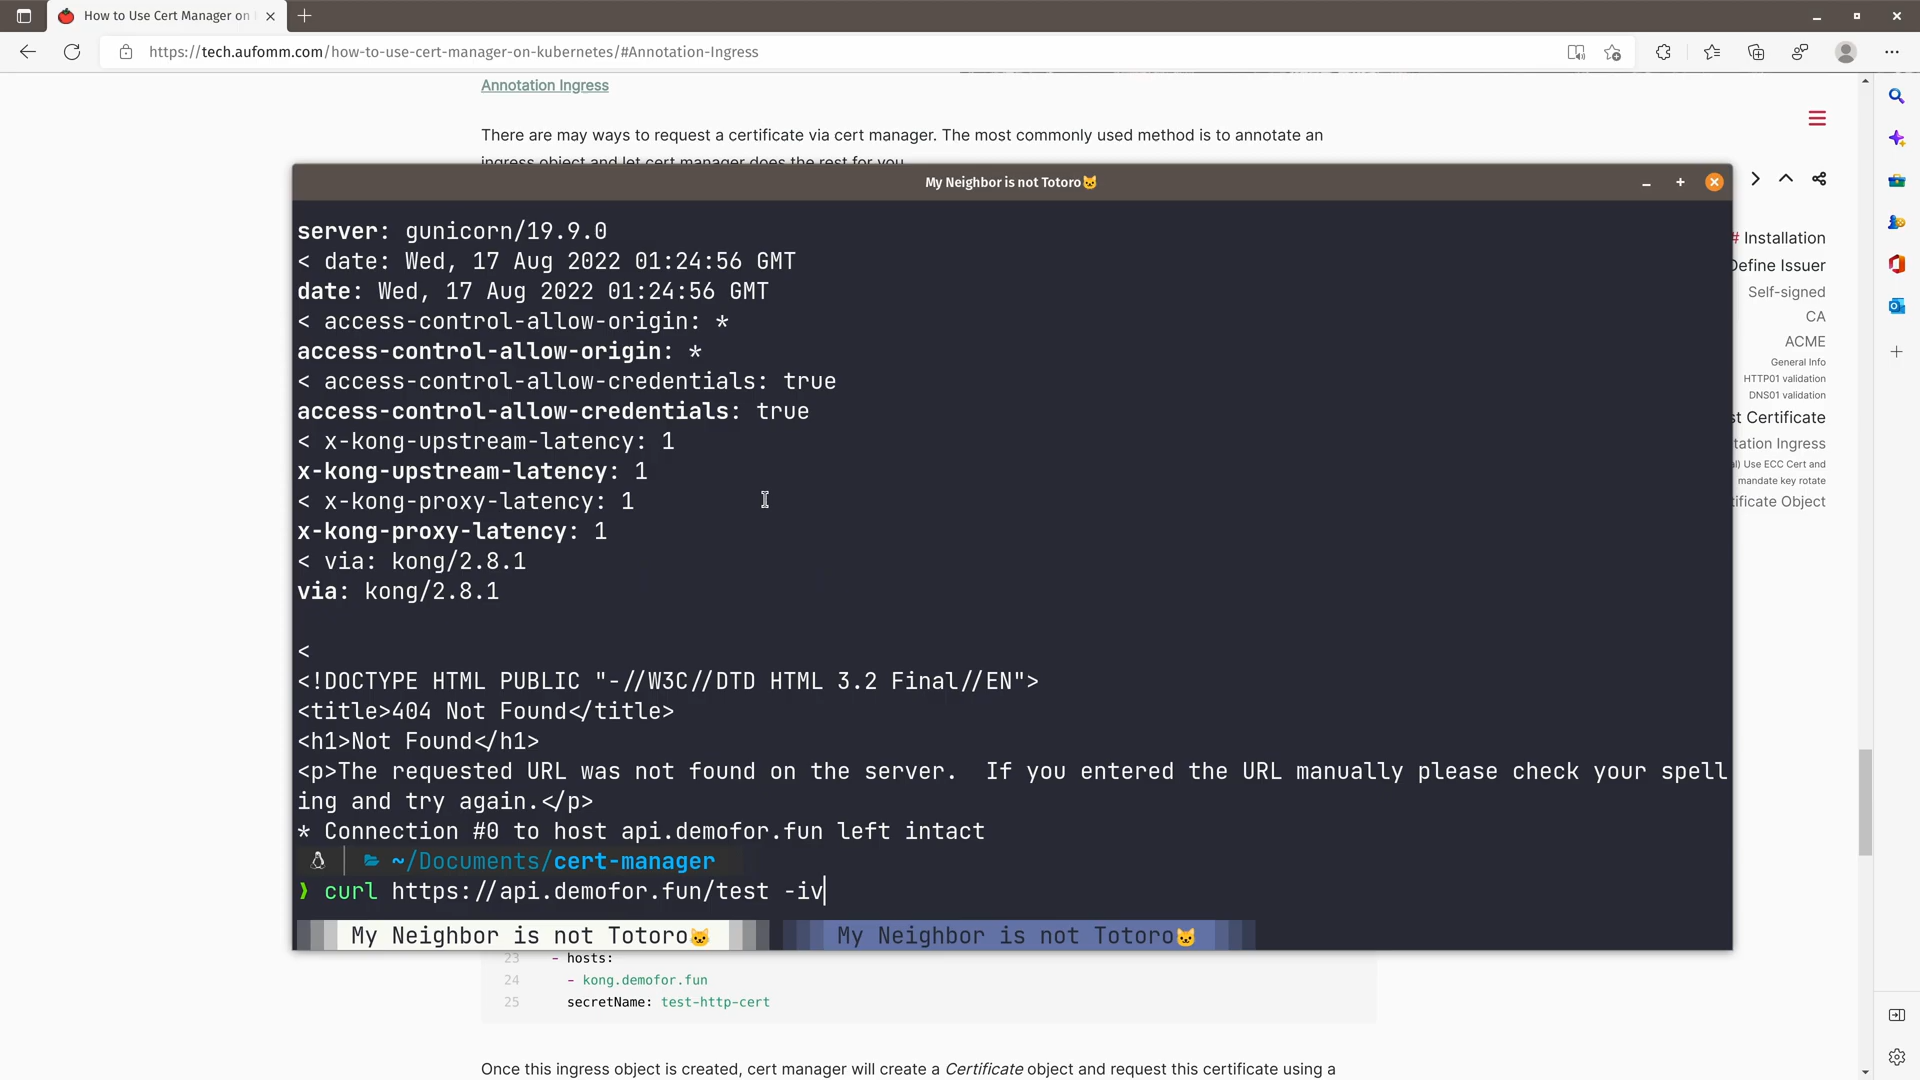 How to Use Cert Manager on
https://tech.aufomm.com/how-to-use-cert-manager-on-kubernetes/#Annotation-Ingress
Annotation Ingress
There are may ways to request a certificate via cert manager. The most commonly used method is to annotate an
ingress object and let cert manager does the rest for you.
My Neighbor is not Totoro🐱
server: gunicorn/19.9.0
< date: Wed, 17 Aug 2022 01:24:56 GMT
date: Wed, 17 Aug 2022 01:24:56 GMT
< access-control-allow-origin: *
access-control-allow-origin: *
< access-control-allow-credentials: true
access-control-allow-credentials: true
< x-kong-upstream-latency: 1
x-kong-upstream-latency: 1
< x-kong-proxy-latency: 1
x-kong-proxy-latency: 1
< via: kong/2.8.1
via: kong/2.8.1
<
<!DOCTYPE HTML PUBLIC "-//W3C//DTD HTML 3.2 Final//EN">
<title>404 Not Found</title>
<h1>Not Found</h1>
<p>The requested URL was not found on the server.  If you entered the URL manually please check your spell
ing and try again.</p>
* Connection #0 to host api.demofor.fun left intact
~/Documents/cert-manager
❯ curl https://api.demofor.fun/test -iv
My Neighbor is not Totoro🐱 My Neighbor is not Totoro🐱
# Installation
Define Issuer
Self-signed
CA
ACME
General Info
HTTP01 validation
DNS01 validation
st Certificate
tation Ingress
l) Use ECC Cert and
mandate key rotate
tificate Object
23 - hosts:
24 - kong.demofor.fun
25 secretName: test-http-cert
Once this ingress object is created, cert manager will create a Certificate object and request this certificate using a